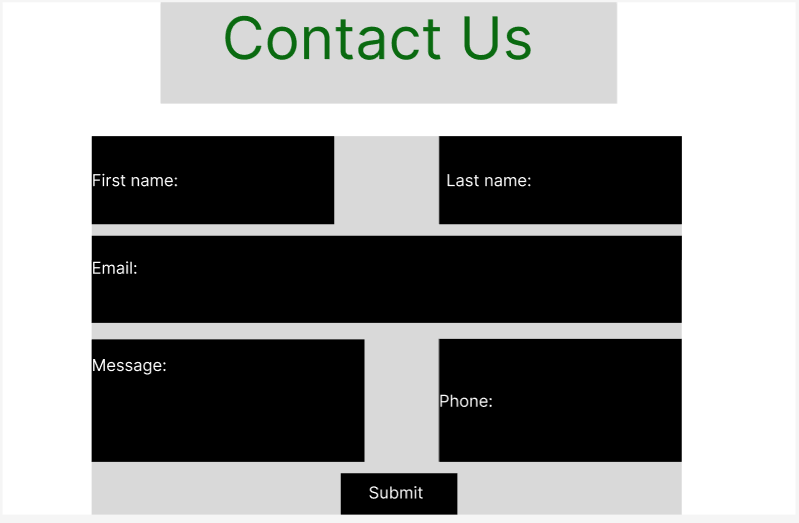 Contact Us
First name:
Last name:
Email:
Message:
Phone:
Submit